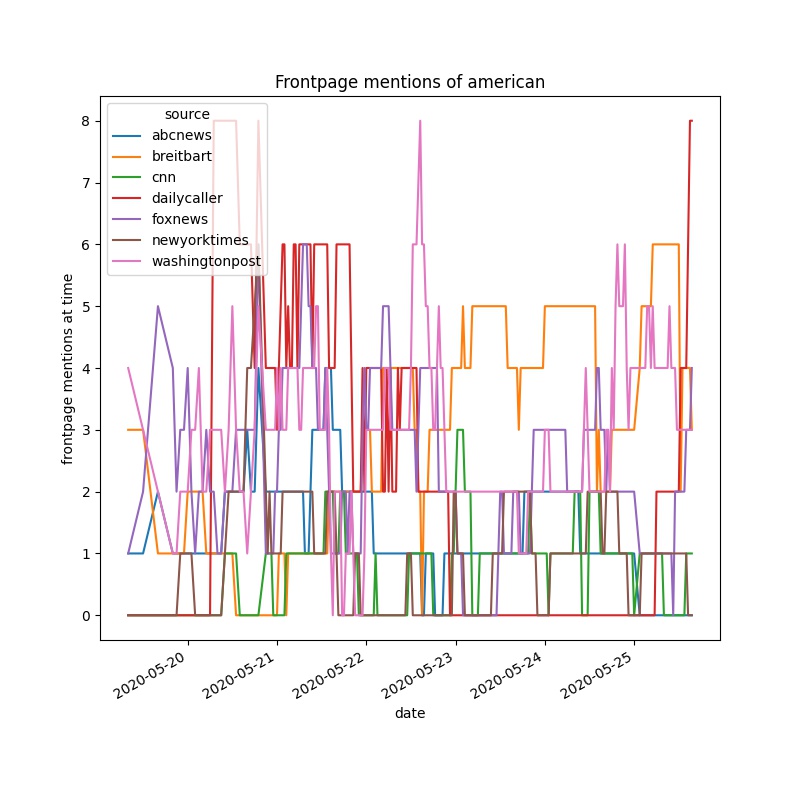 Frontpage mentions of american
frontpage mentions at time
8
7
6
5
4
3
2
1
0
source
abcnews
breitbart
cnn
dailycaller
foxnews
newyorktimes
washingtonpost
2020-05-20
2020-05-21
2020-05-22
2020-05-23
2020-05-24
2020-05-25
date